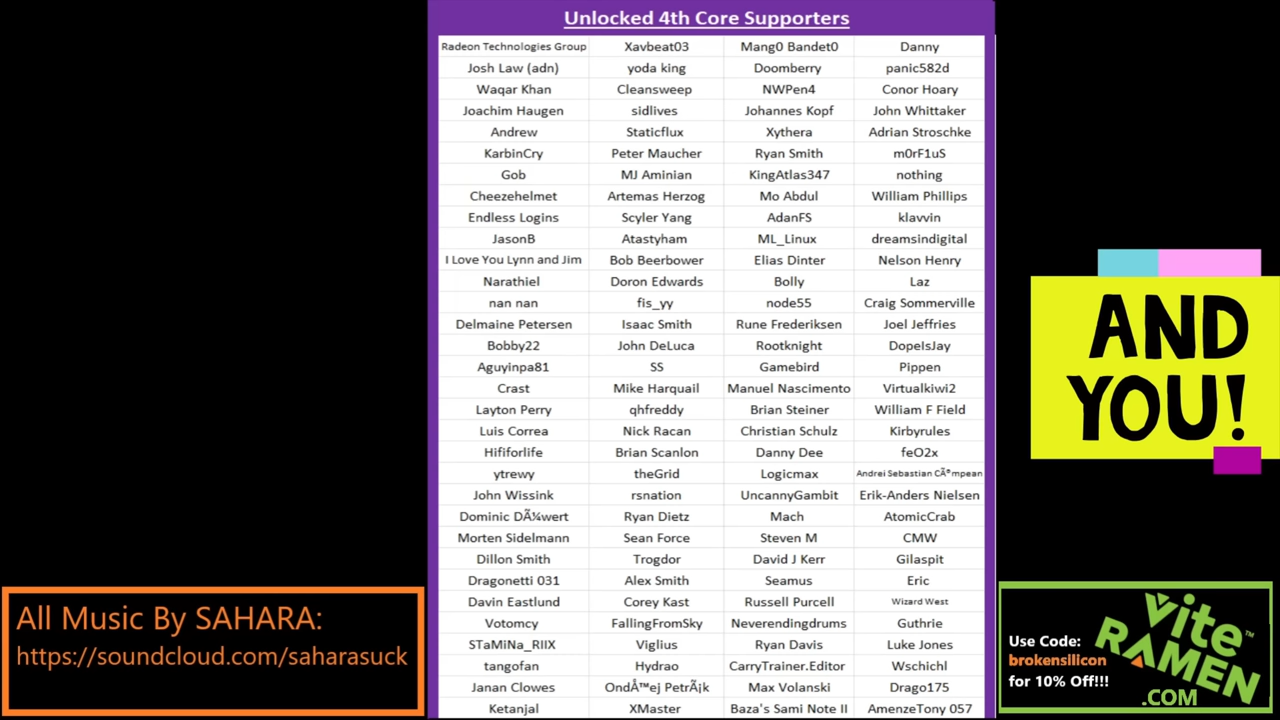 Unlocked 4th Core Supporters
Radeon Technologies Group Xavbeat03 Mang0 Bandet0 Danny
Josh Law (adn) yoda king Doomberry panic582d
Waqar Khan Cleansweep NWPen4 Conor Hoary
Joachim Haugen sidlives Johannes Kopf John Whittaker
Andrew Staticflux Xythera Adrian Stroschke
KarbinCry Peter Maucher Ryan Smith m0rF1uS
Gob MJ Aminian KingAtlas347 nothing
Cheezehelmet Artemas Herzog Mo Abdul William Phillips
Endless Logins Scyler Yang AdanFS klavvin
JasonB Atastyham ML_Linux dreamsindigital
I Love You Lynn and Jim Bob Beerbower Elias Dinter Nelson Henry
Narathiel Doron Edwards Bolly Laz
nan nan fis_yy node55 Craig Sommerville
Delmaine Petersen Isaac Smith Rune Frederiksen Joel Jeffries
Bobby22 John DeLuca Rootknight DopeIsJay
Aguyinpa81 SS Gamebird Pippen
Crast Mike Harquail Manuel Nascimento Virtualkiwi2
Layton Perry qhfreddy Brian Steiner William F Field
Luis Correa Nick Racan Christian Schulz Kirbyrules
Hififorlife Brian Scanlon Danny Dee feO2x
ytrewy theGrid Logicmax Andrei Sebastian CÃºmpean
John Wissink rsnation UncannyGambit Erik-Anders Nielsen
Dominic DÃ¼wert Ryan Dietz Mach AtomicCrab
Morten Sidelmann Sean Force Steven M CMW
Dillon Smith Trogdor David J Kerr Gilaspit
Dragonetti 031 Alex Smith Seamus Eric
Davin Eastlund Corey Kast Russell Purcell Wizard West
Votomcy FallingFromSky Neverendingdrums Guthrie
STaMiNa_RIIX Viglius Ryan Davis Luke Jones
tangofan Hydrao CarryTrainer.Editor Wschichl
Janan Clowes OndÅ™ej PetrÃ¡k Max Volanski Drago175
Ketanjal XMaster Baza's Sami Note II AmenzeTony 057
AND
YOU!
All Music By SAHARA:
https://soundcloud.com/saharasuck
Use Code:
brokensilicon
for 10% Off!!!
Vite™
RAMEN
.COM